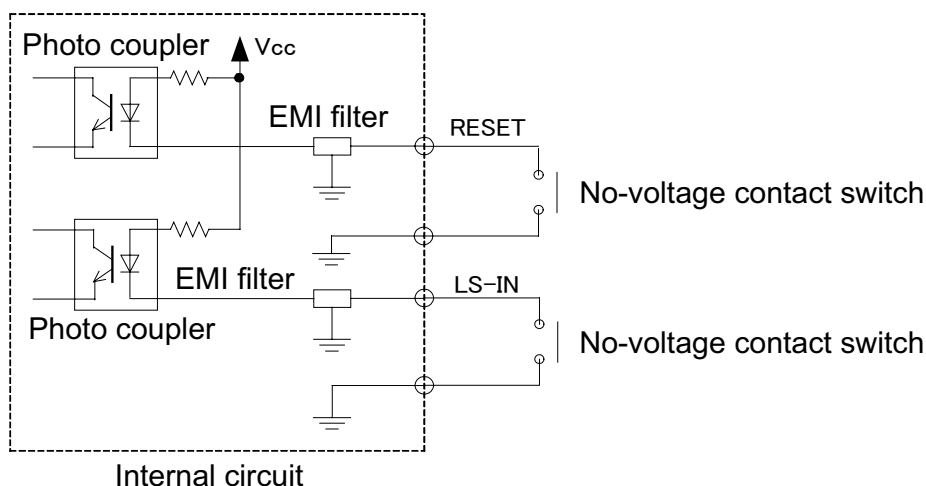 Photo coupler
Vcc
EMI filter
RESET
No-voltage contact switch
EMI filter
LS-IN
Photo coupler
No-voltage contact switch
Internal circuit